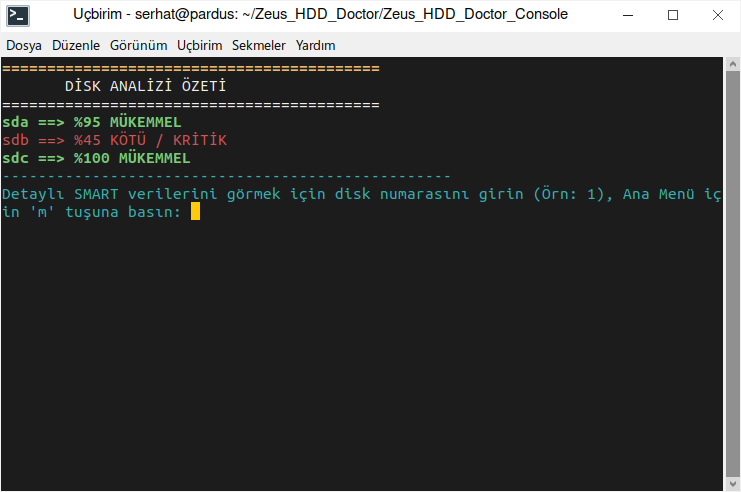 Uçbirim - serhat@pardus: ~/Zeus_HDD_Doctor/Zeus_HDD_Doctor_Console
Dosya Düzenle Görünüm Uçbirim Sekmeler Yardım
==========================================
DİSK ANALİZİ ÖZETİ
==========================================
sda ==> %95 MÜKEMMEL
sdb ==> %45 KÖTÜ / KRİTİK
sdc ==> %100 MÜKEMMEL
--------------------------------------------------
Detaylı SMART verilerini görmek için disk numarasını girin (Örn: 1), Ana Menü iç
in 'm' tuşuna basın: